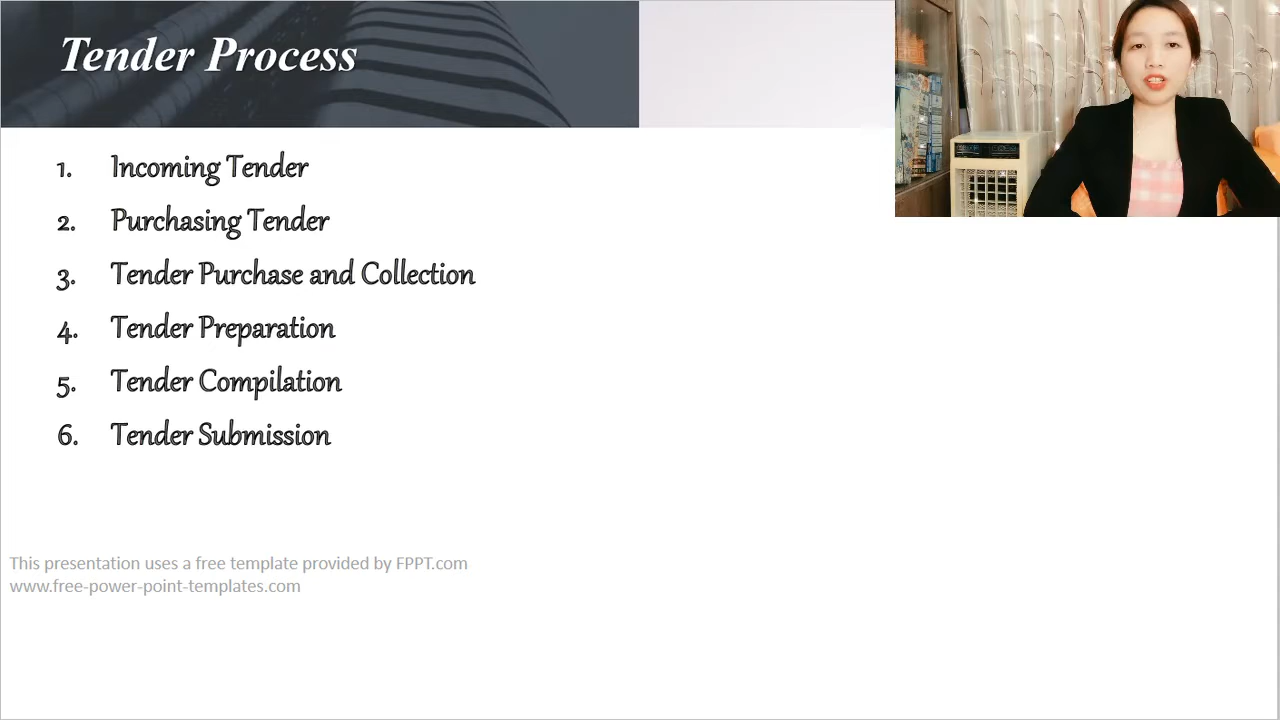 Tender Process
1. Incoming Tender
2. Purchasing Tender
3. Tender Purchase and Collection
4. Tender Preparation
5. Tender Compilation
6. Tender Submission
This presentation uses a free template provided by FPPT.com
www.free-power-point-templates.com